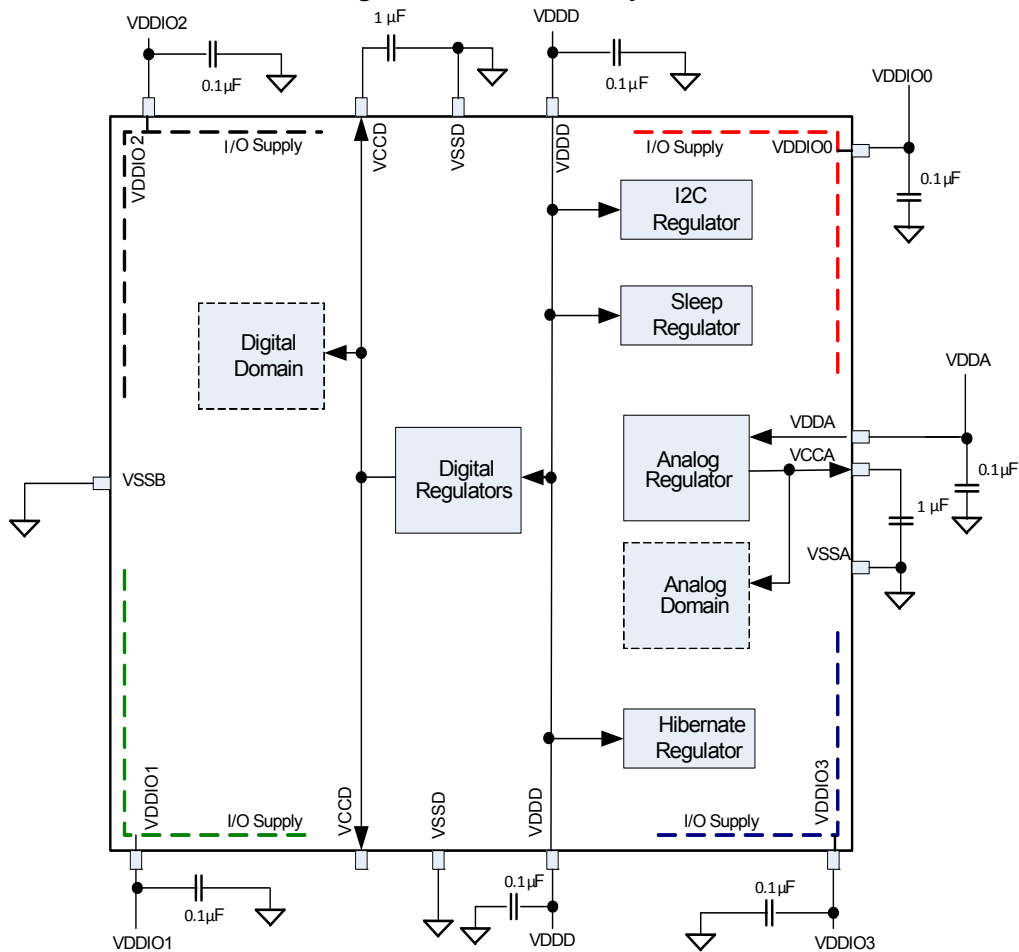 VDDIO2
1 µF
VDDD
0.1µF
0.1µF
VDDIO0
0.1µF
VDDIO2
I/O Supply
VCCD
VSSD
VDDD
I/O Supply
VDDIO0
I2C
Regulator
Sleep
Regulator
Digital
Domain
VDDA
VDDA
Analog
Regulator
VCCA
0.1µF
1 µF
Digital
Regulators
VSSB
VSSA
Analog
Domain
Hibernate
Regulator
VDDIO1
I/O Supply
VCCD
VSSD
VDDD
I/O Supply
VDDIO3
0.1µF
0.1µF
0.1µF
VDDIO1
VDDD
VDDIO3